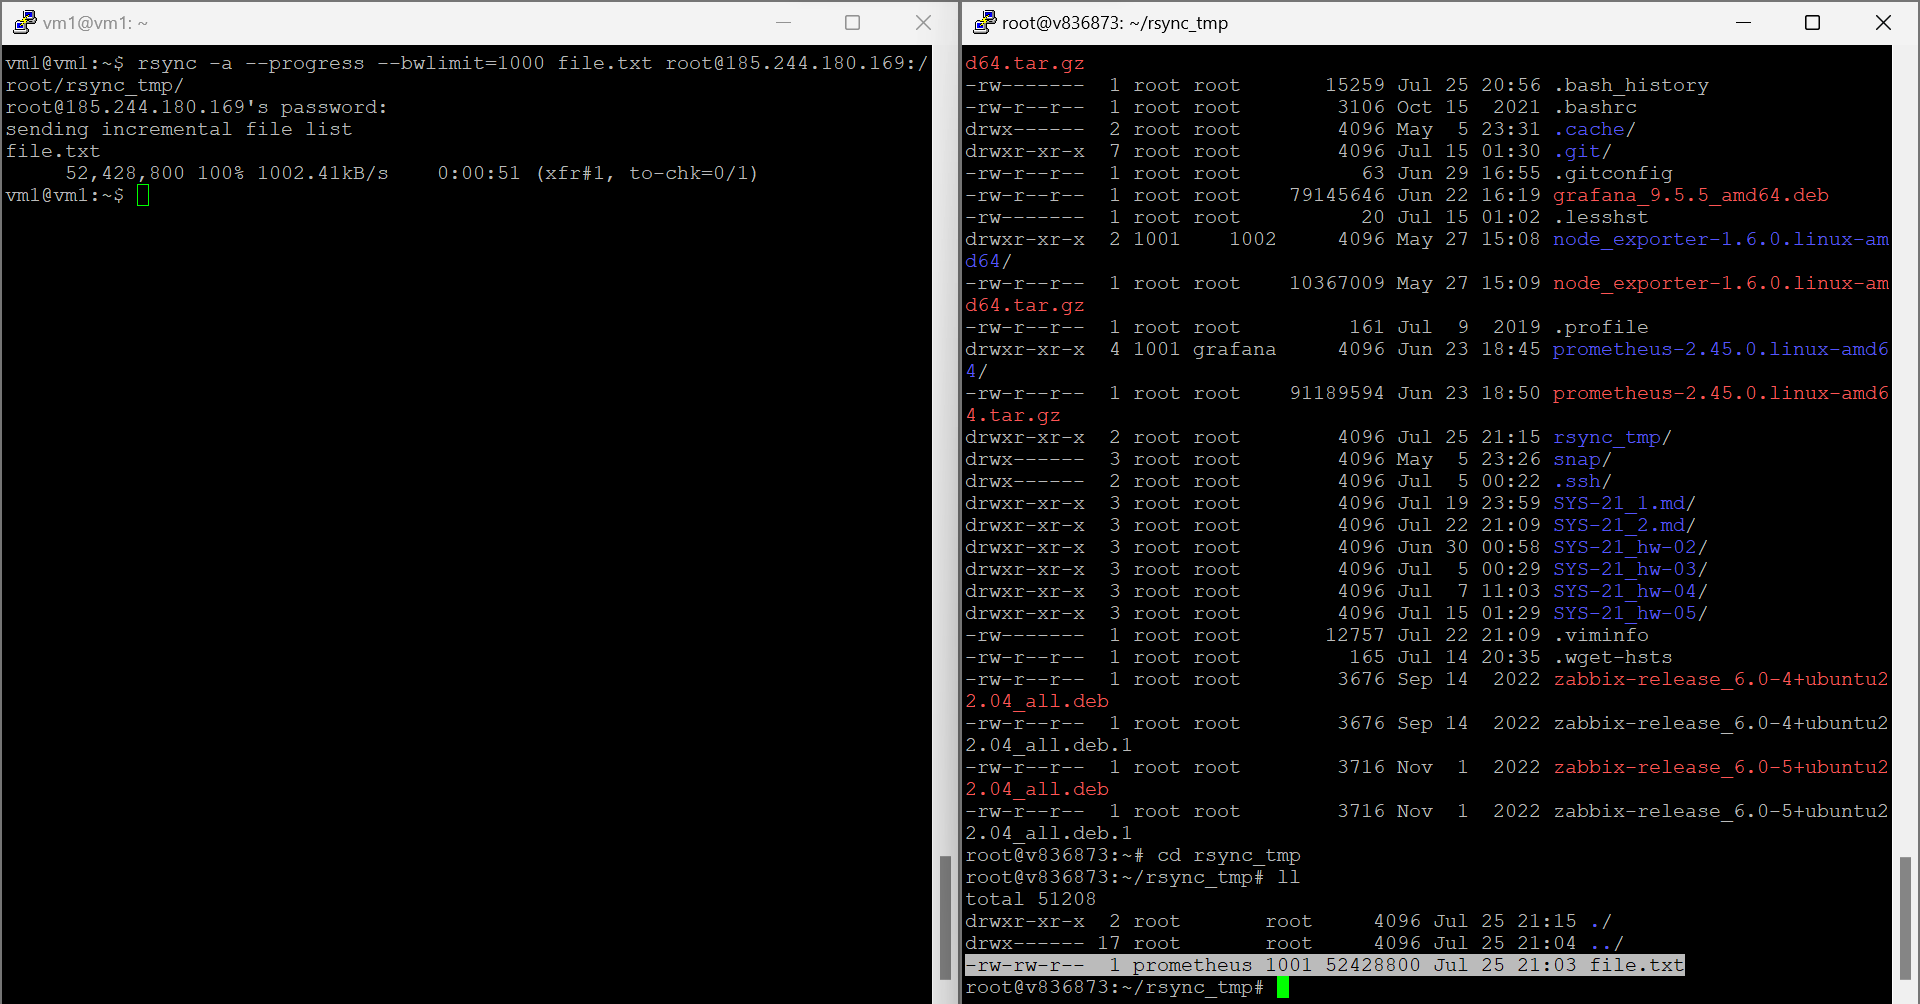 vm1@vm1: ~
vm1@vm1:~$ rsync -a --progress --bwlimit=1000 file.txt root@185.244.180.169:/
root/rsync_tmp/
root@185.244.180.169's password:
sending incremental file list
file.txt
     52,428,800 100% 1002.41kB/s    0:00:51 (xfr#1, to-chk=0/1)
vm1@vm1:~$
root@v836873: ~/rsync_tmp
d64.tar.gz
-rw-------  1 root root       15259 Jul 25 20:56 .bash_history
-rw-r--r--  1 root root        3106 Oct 15  2021 .bashrc
drwx------  2 root root        4096 May  5 23:31 .cache/
drwxr-xr-x  7 root root        4096 Jul 15 01:30 .git/
-rw-r--r--  1 root root          63 Jun 29 16:55 .gitconfig
-rw-r--r--  1 root root    79145646 Jun 22 16:19 grafana_9.5.5_amd64.deb
-rw-------  1 root root          20 Jul 15 01:02 .lesshst
drwxr-xr-x  2 1001    1002     4096 May 27 15:08 node_exporter-1.6.0.linux-am
d64/
-rw-r--r--  1 root root    10367009 May 27 15:09 node_exporter-1.6.0.linux-am
d64.tar.gz
-rw-r--r--  1 root root         161 Jul  9  2019 .profile
drwxr-xr-x  4 1001 grafana     4096 Jun 23 18:45 prometheus-2.45.0.linux-amd6
4/
-rw-r--r--  1 root root    91189594 Jun 23 18:50 prometheus-2.45.0.linux-amd6
4.tar.gz
drwxr-xr-x  2 root root        4096 Jul 25 21:15 rsync_tmp/
drwx------  3 root root        4096 May  5 23:26 snap/
drwx------  2 root root        4096 Jul  5 00:22 .ssh/
drwxr-xr-x  3 root root        4096 Jul 19 23:59 SYS-21_1.md/
drwxr-xr-x  3 root root        4096 Jul 22 21:09 SYS-21_2.md/
drwxr-xr-x  3 root root        4096 Jun 30 00:58 SYS-21_hw-02/
drwxr-xr-x  3 root root        4096 Jul  5 00:29 SYS-21_hw-03/
drwxr-xr-x  3 root root        4096 Jul  7 11:03 SYS-21_hw-04/
drwxr-xr-x  3 root root        4096 Jul 15 01:29 SYS-21_hw-05/
-rw-------  1 root root       12757 Jul 22 21:09 .viminfo
-rw-r--r--  1 root root         165 Jul 14 20:35 .wget-hsts
-rw-r--r--  1 root root        3676 Sep 14  2022 zabbix-release_6.0-4+ubuntu2
2.04_all.deb
-rw-r--r--  1 root root        3676 Sep 14  2022 zabbix-release_6.0-4+ubuntu2
2.04_all.deb.1
-rw-r--r--  1 root root        3716 Nov  1  2022 zabbix-release_6.0-5+ubuntu2
2.04_all.deb
-rw-r--r--  1 root root        3716 Nov  1  2022 zabbix-release_6.0-5+ubuntu2
2.04_all.deb.1
root@v836873:~# cd rsync_tmp
root@v836873:~/rsync_tmp# ll
total 51208
drwxr-xr-x  2 root       root     4096 Jul 25 21:15 ./
drwx------ 17 root       root     4096 Jul 25 21:04 ../
-rw-rw-r--  1 prometheus 1001 52428800 Jul 25 21:03 file.txt
root@v836873:~/rsync_tmp#